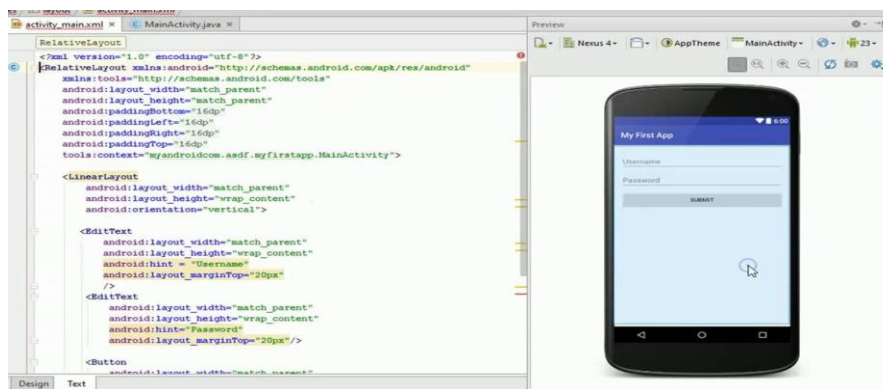 activity_main.xml × MainActivity.java ×
RelativeLayout
<?xml version="1.0" encoding="utf-8"?>
<RelativeLayout xmlns:android="http://schemas.android.com/apk/res/android"
xmlns:tools="http://schemas.android.com/tools"
android:layout_width="match_parent"
android:layout_height="match_parent"
android:paddingBottom="16dp"
android:paddingLeft="16dp"
android:paddingRight="16dp"
android:paddingTop="16dp"
tools:context="myandroidcom.asdf.myfirstapp.MainActivity">
<LinearLayout
android:layout_width="match_parent"
android:layout_height="wrap_content"
android:orientation="vertical">
<EditText
android:layout_width="match_parent"
android:layout_height="wrap_content"
android:hint = "Username"
android:layout_marginTop="20px"
/>
<EditText
android:layout_width="match_parent"
android:layout_height="wrap_content"
android:hint="Password"
android:layout_marginTop="20px"/>
<Button
android:layout_width="match_parent"
Design Text
Preview
Nexus 4 AppTheme MainActivity 23
6:00
My First App
Username
Password
SUBMIT